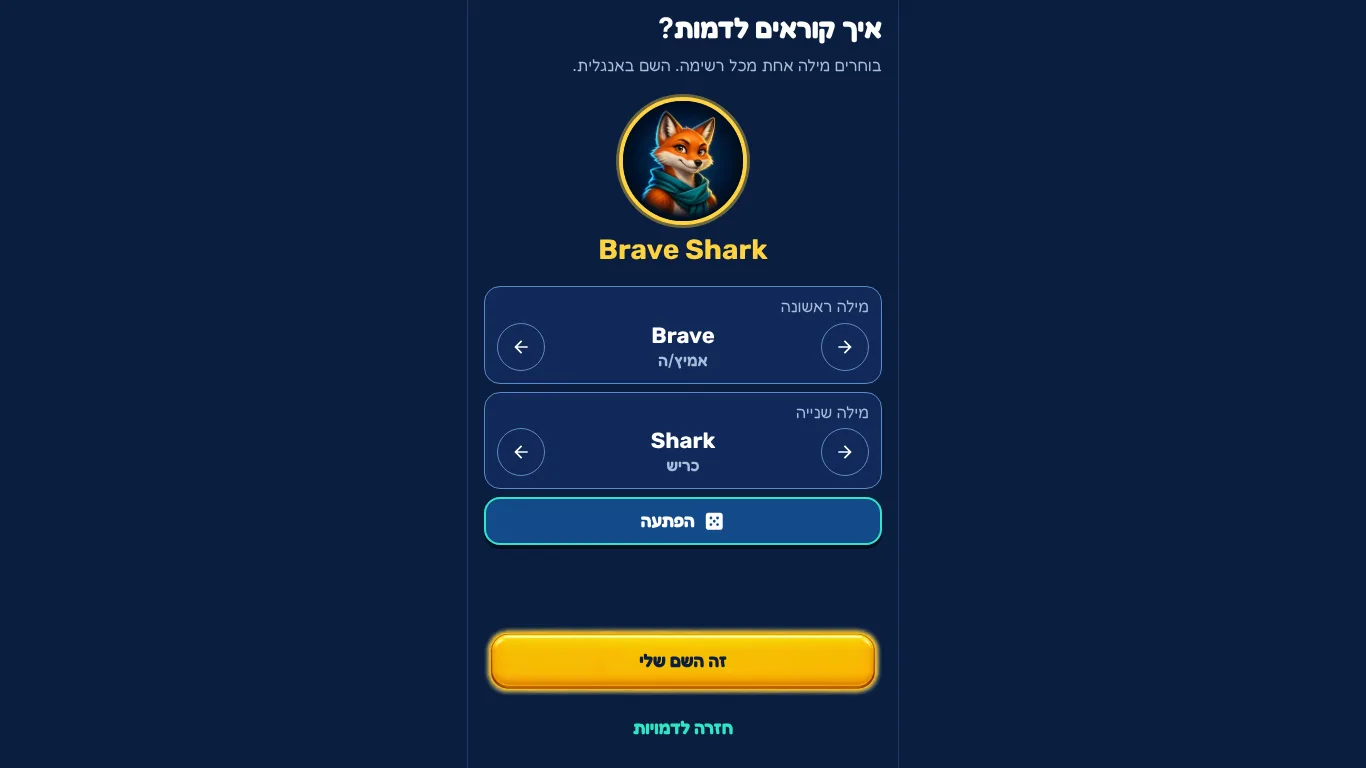 איך קוראים לדמות?
בוחרים מילה אחת מכל רשימה. השם באנגלית.
Brave Shark
מילה ראשונה
Brave
אמיץ/ה
מילה שנייה
Shark
כריש
הפתעה
זה השם שלי
חזרה לדמויות